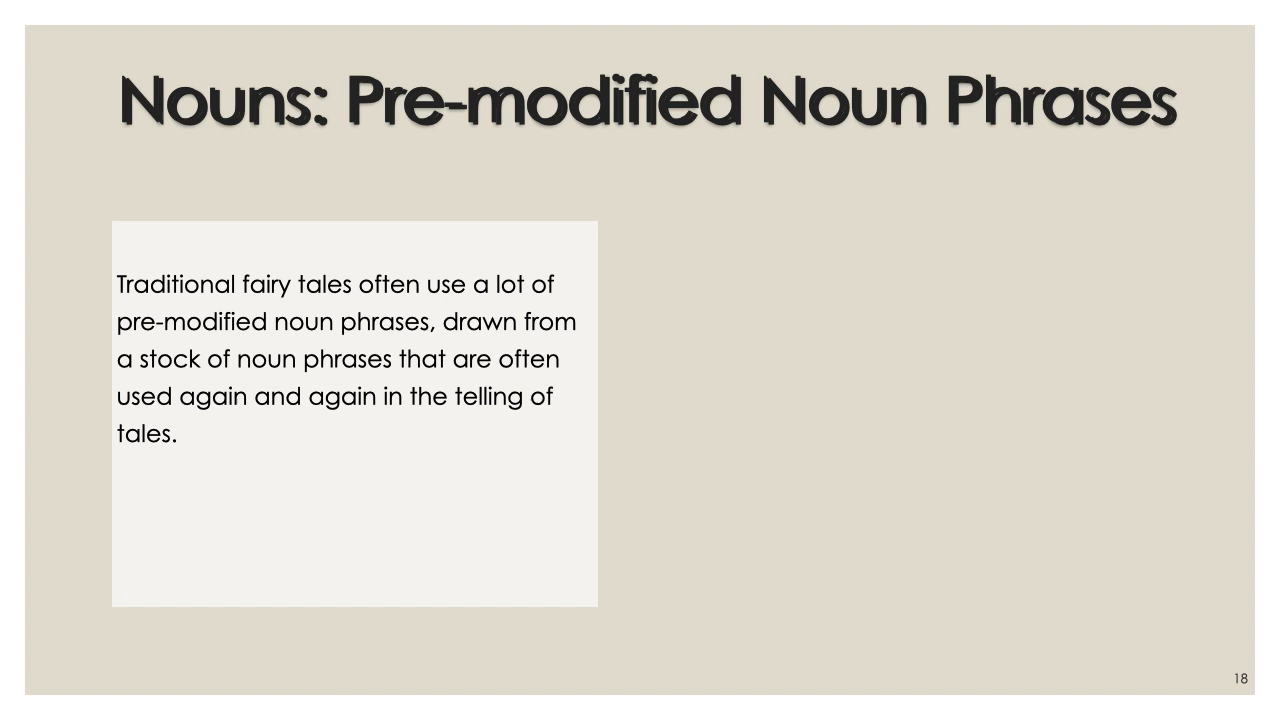 Nouns: Pre-modified Noun Phrases
Traditional fairy tales often use a lot of
pre-modified noun phrases, drawn from
a stock of noun phrases that are often
used again and again in the telling of
tales.
18